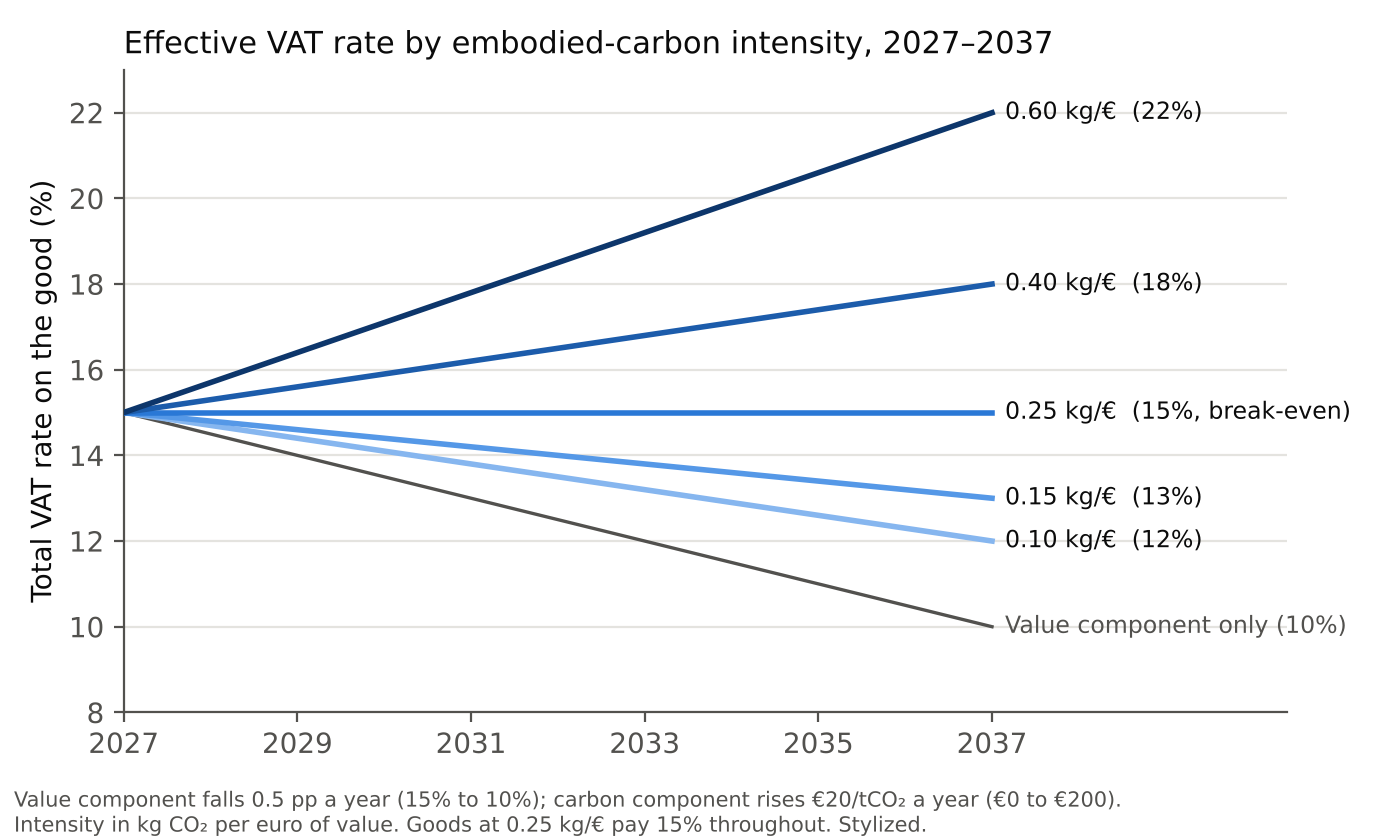 Effective VAT rate by embodied-carbon intensity, 2027–2037
Total VAT rate on the good (%)
22
20
18
16
14
12
10
8
0.60 kg/€  (22%)
0.40 kg/€  (18%)
0.25 kg/€  (15%, break-even)
0.15 kg/€  (13%)
0.10 kg/€  (12%)
Value component only (10%)
2027 2029 2031 2033 2035 2037
Value component falls 0.5 pp a year (15% to 10%); carbon component rises €20/tCO₂ a year (€0 to €200).
Intensity in kg CO₂ per euro of value. Goods at 0.25 kg/€ pay 15% throughout. Stylized.